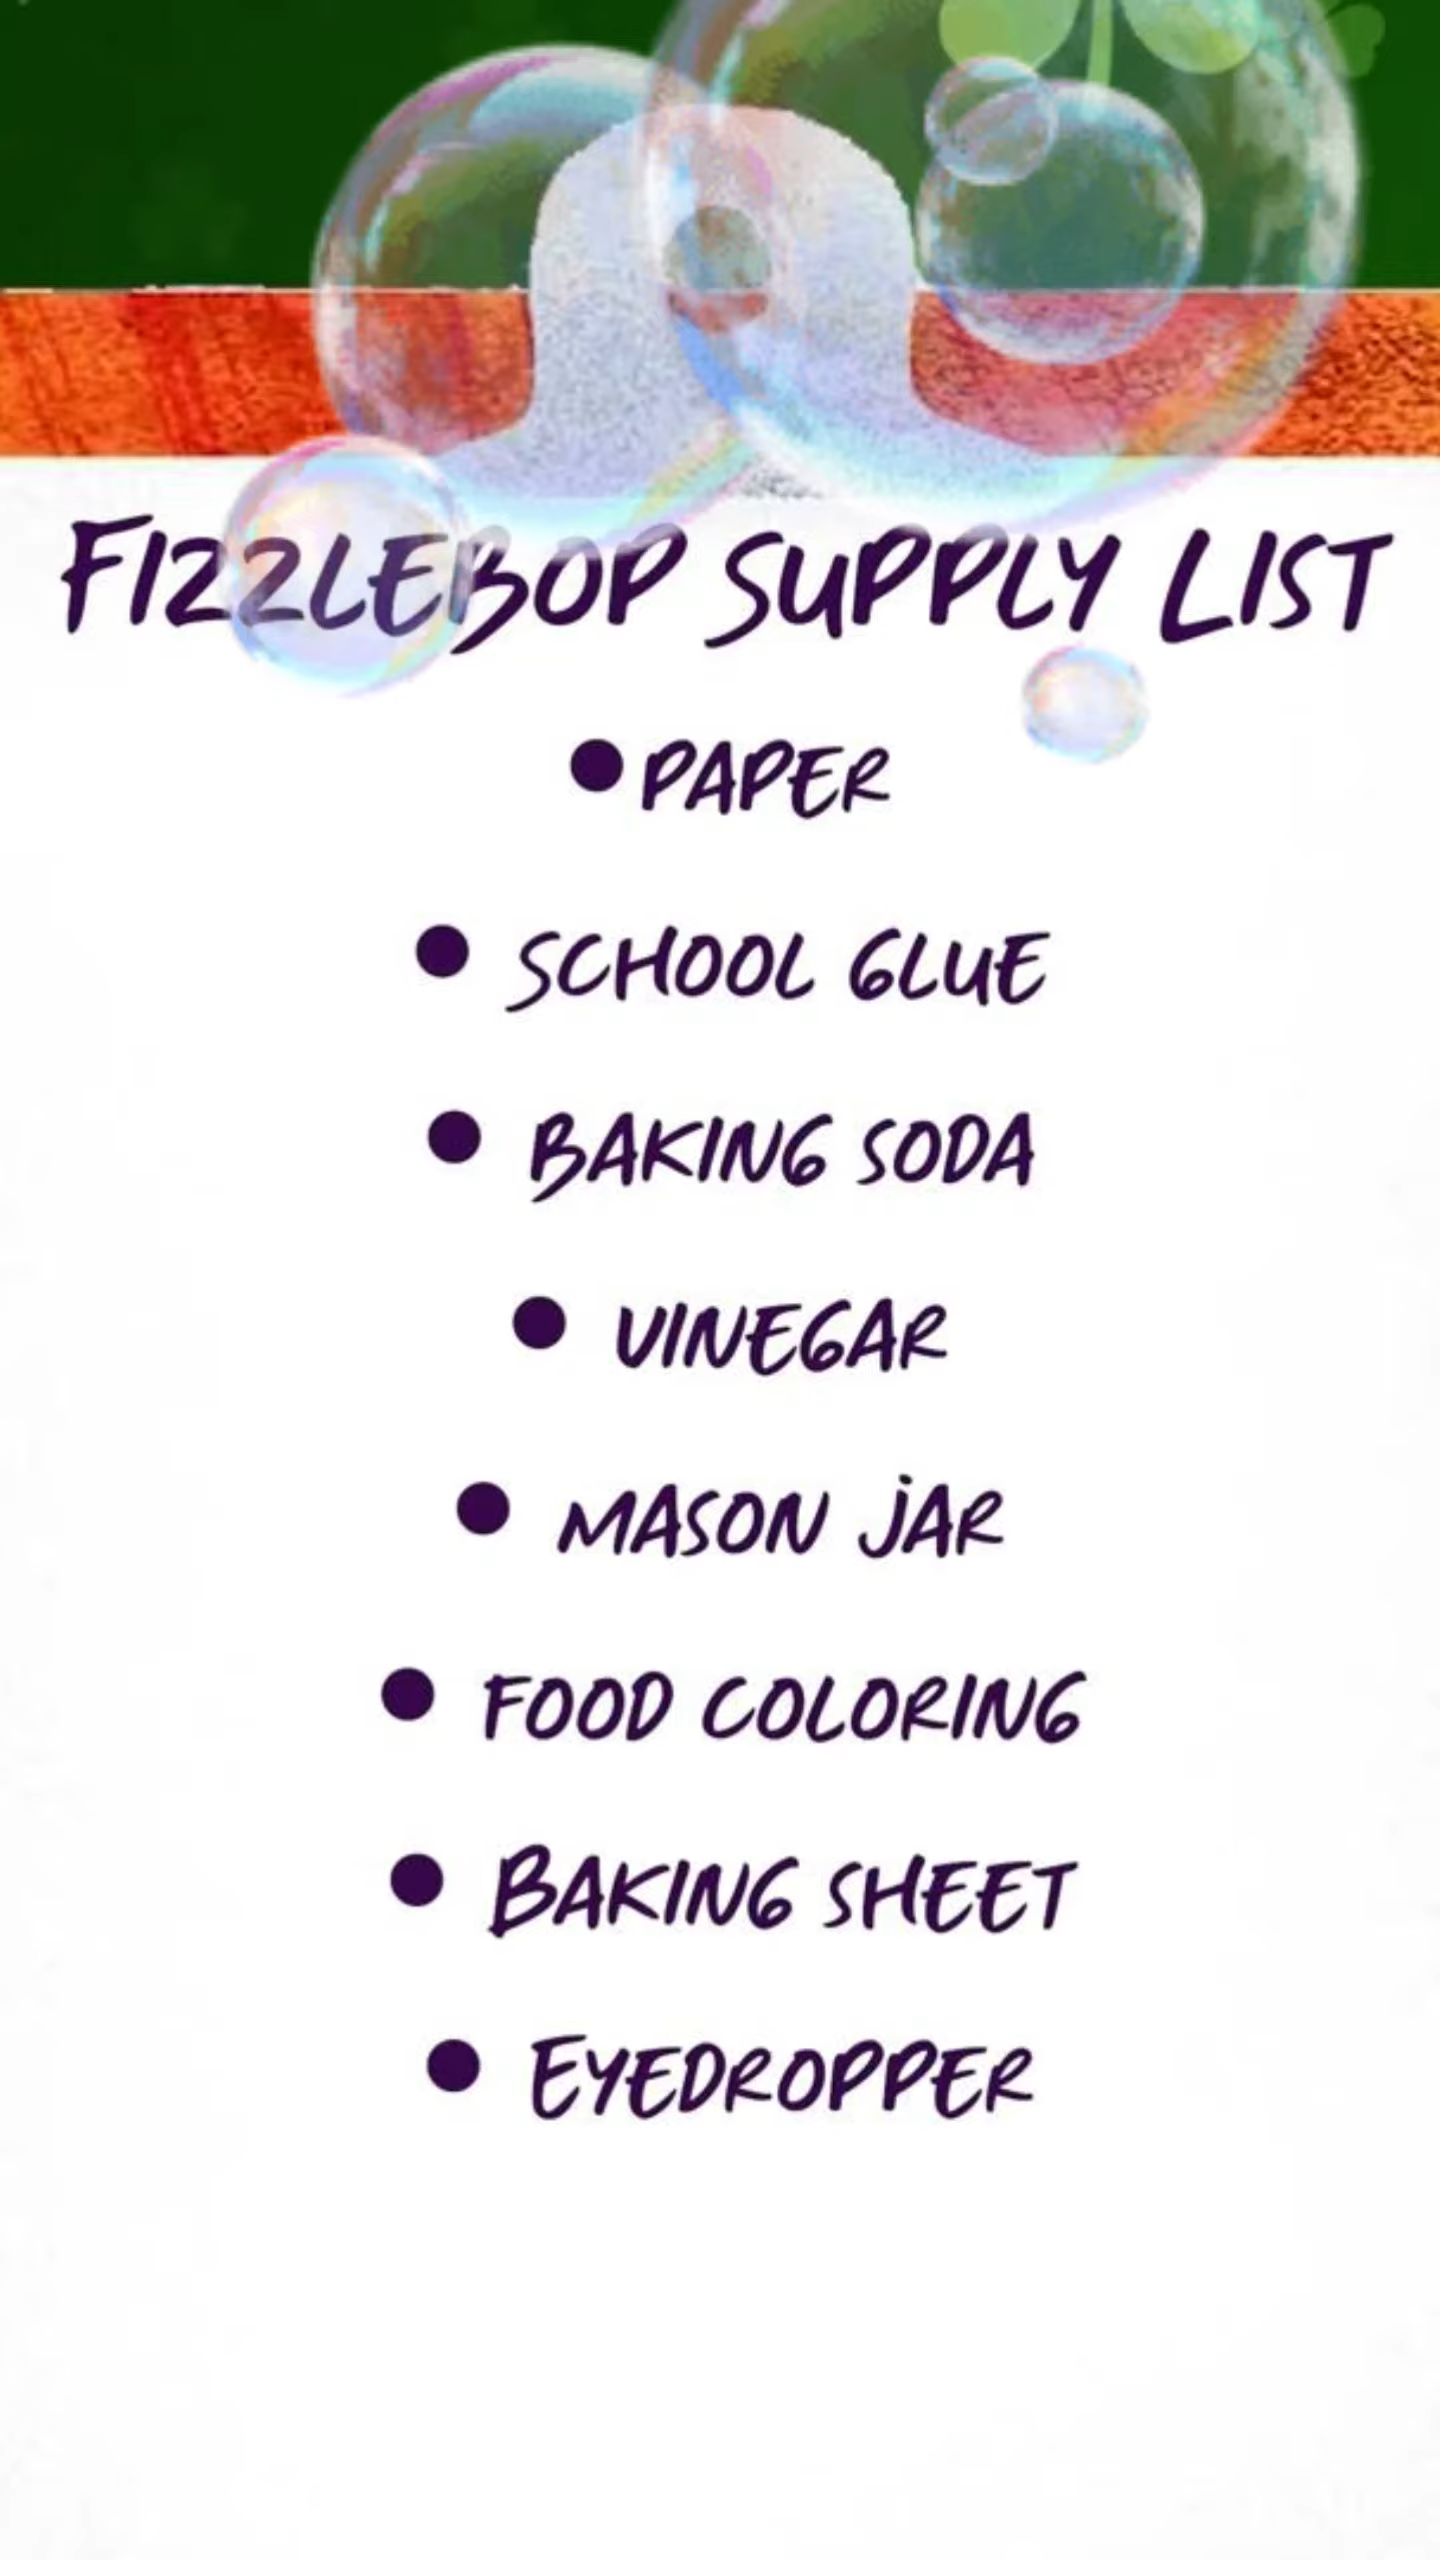 FIZZLEBOP SUPPLY LIST
• PAPER
• SCHOOL GLUE
• BAKING SODA
• VINEGAR
• MASON JAR
• FOOD COLORING
• BAKING SHEET
• EYEDROPPER